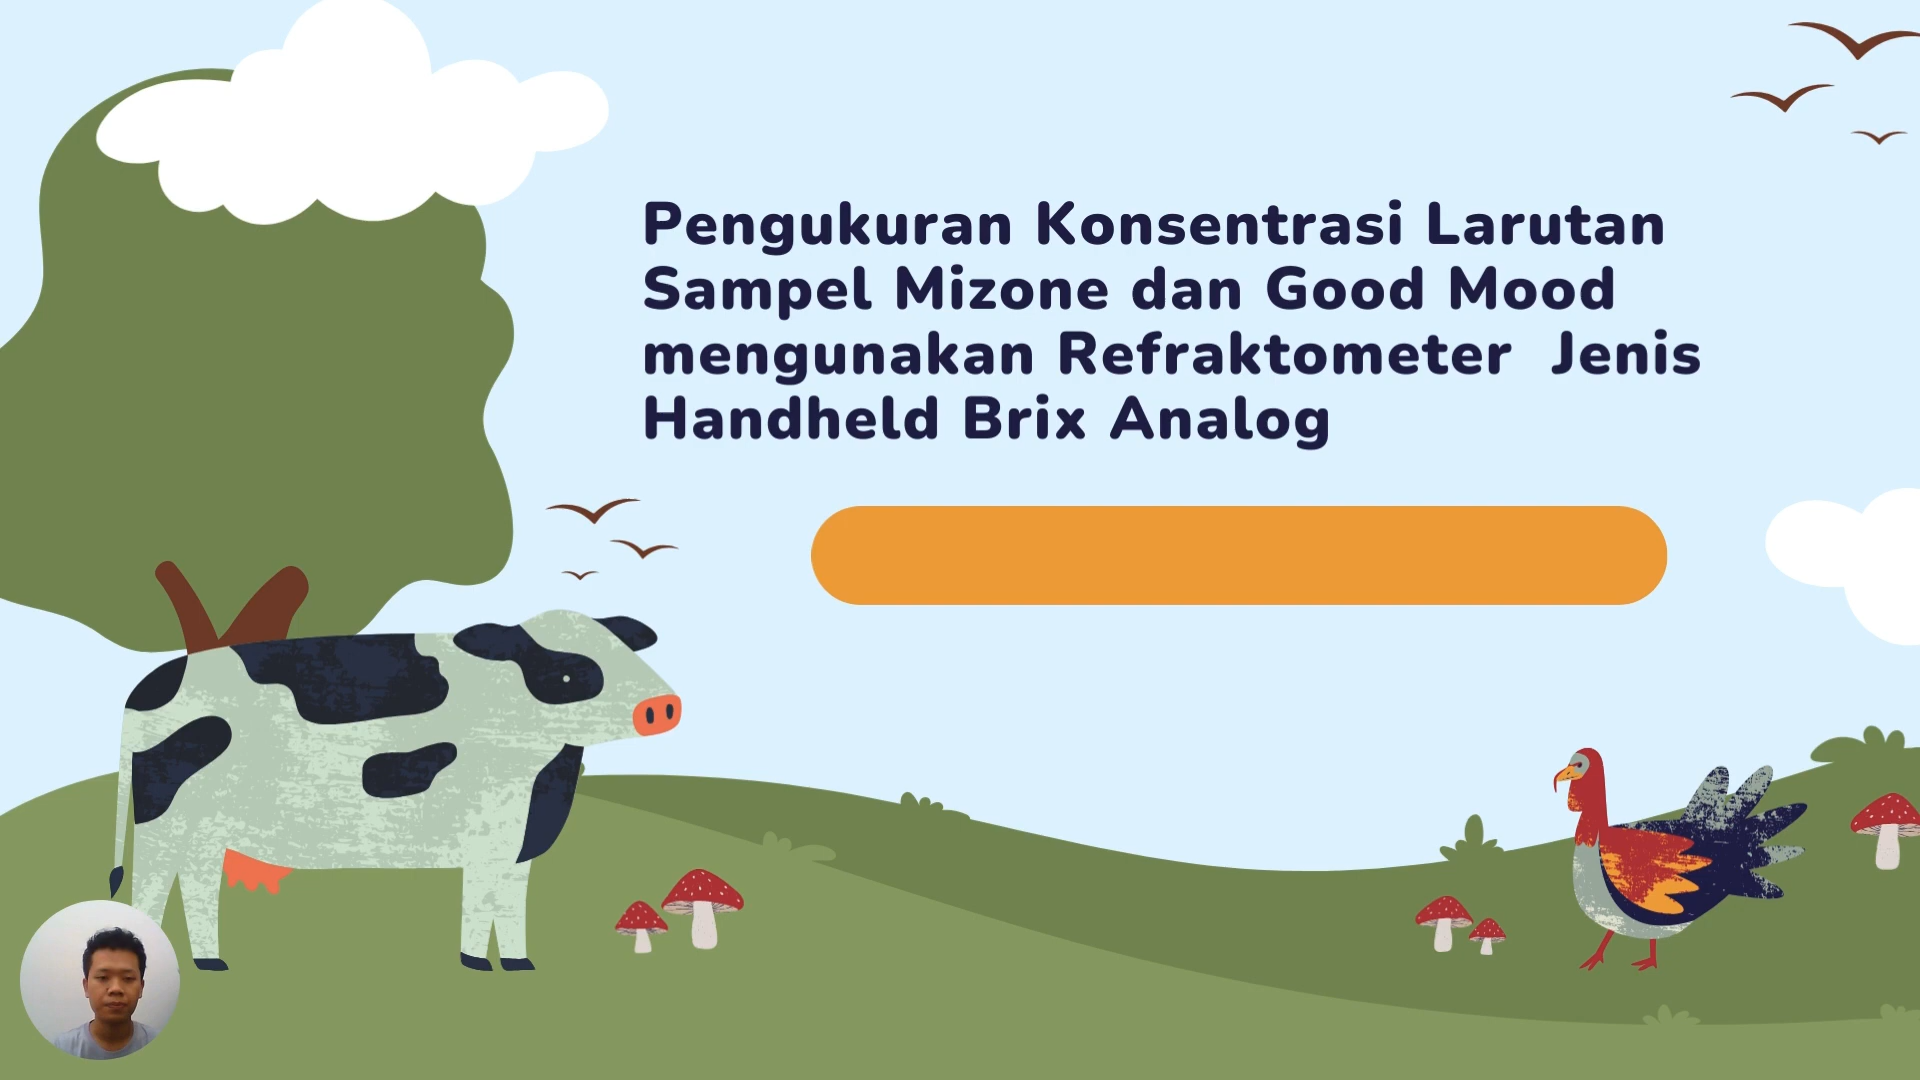 Pengukuran Konsentrasi Larutan
Sampel Mizone dan Good Mood
mengunakan Refraktometer  Jenis
Handheld Brix Analog